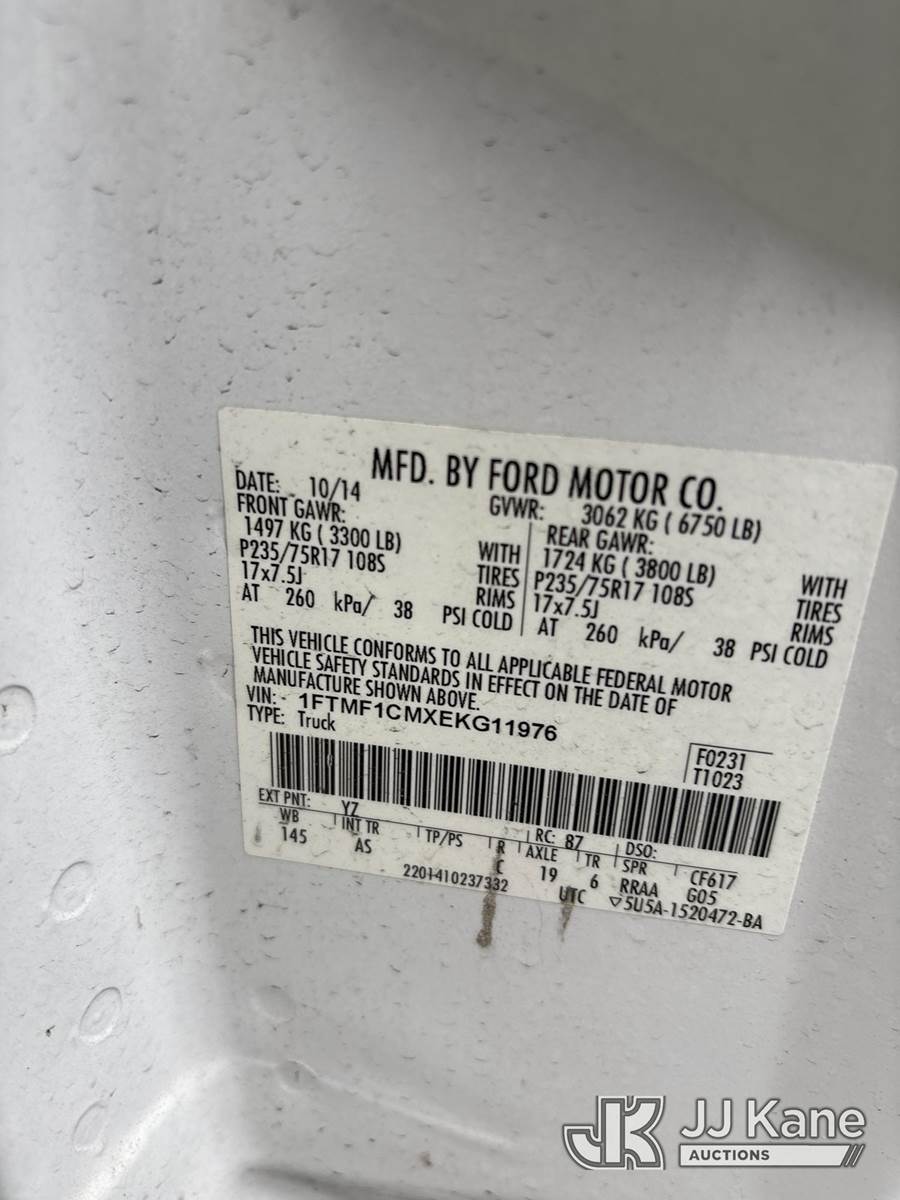 MFD. BY FORD MOTOR CO.
DATE: 10/14 GVWR: 3062 KG ( 6750 LB)
FRONT GAWR: REAR GAWR:
1497 KG ( 3300 LB) WITH 1724 KG ( 3800 LB) WITH
P235/75R17 108S TIRES P235/75R17 108S TIRES
17x7.5J RIMS 17x7.5J RIMS
AT 260 kPa/ 38 PSI COLD AT 260 kPa/ 38 PSI COLD
THIS VEHICLE CONFORMS TO ALL APPLICABLE FEDERAL MOTOR
VEHICLE SAFETY STANDARDS IN EFFECT ON THE DATE OF
MANUFACTURE SHOWN ABOVE.
VIN: 1FTMF1CMXEKG11976
TYPE: Truck
F0231
T1023
EXT PNT: YZ RC: 87 DSO:
WB INT TR TP/PS R AXLE TR SPR CF617
145 AS C 19 6 RRAA G05
2201410237332 UTC ▽5U5A-1520472-BA
JK JJ Kane
AUCTIONS